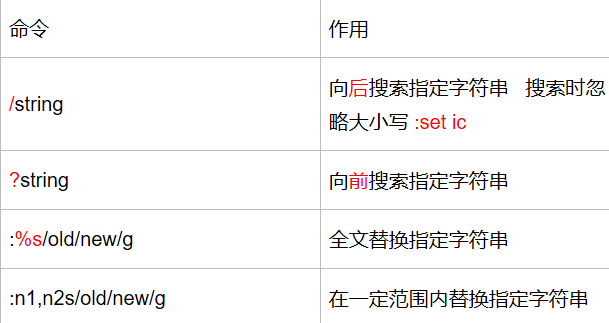 命令 作用
/string 向后搜索指定字符串 搜索时忽
略大小写 :set ic
?string 向前搜索指定字符串
:%s/old/new/g 全文替换指定字符串
:n1,n2s/old/new/g 在一定范围内替换指定字符串